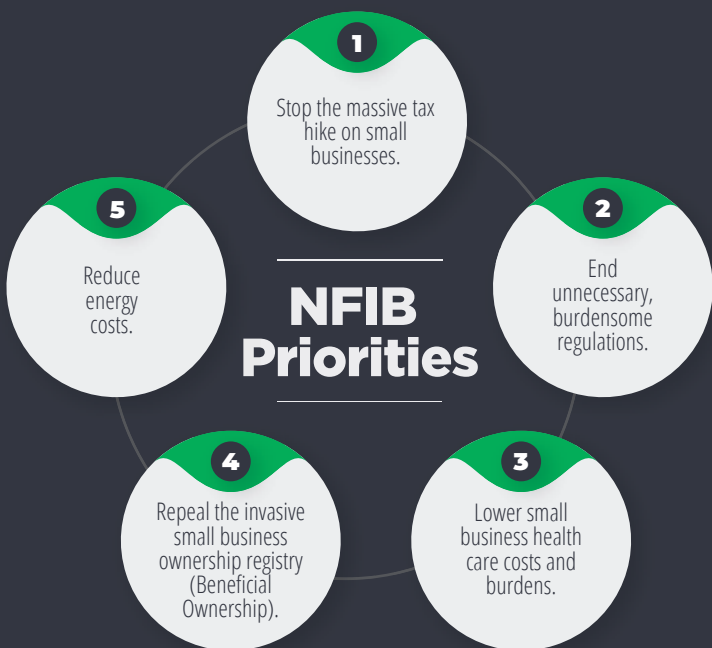 1
Stop the massive tax
hike on small
businesses.
2
End
unnecessary,
burdensome
regulations.
3
Lower small
business health
care costs and
burdens.
4
Repeal the invasive
small business
ownership registry
(Beneficial
Ownership).
5
Reduce
energy
costs.
NFIB
Priorities